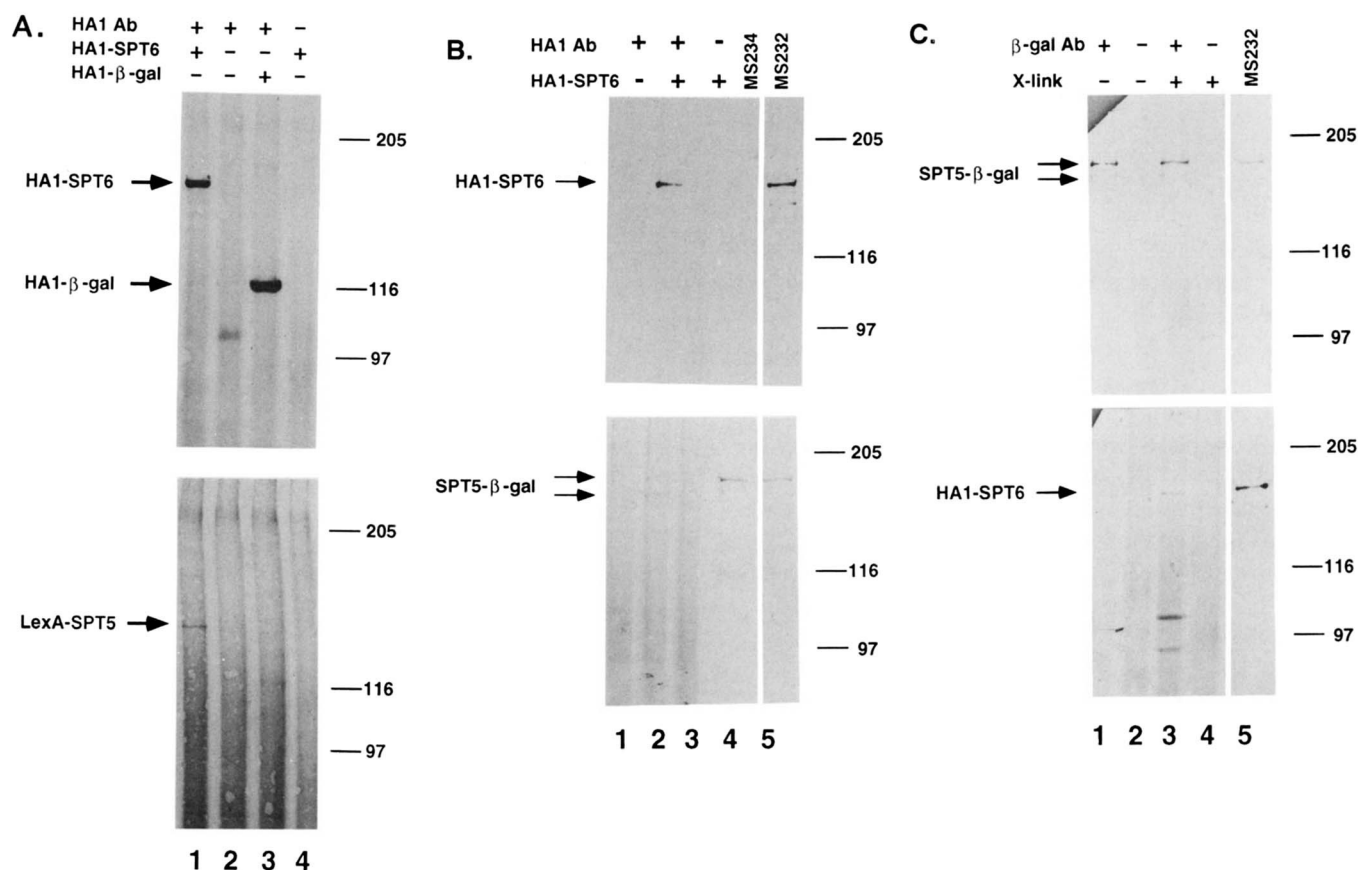 A.
HA1 Ab + + + –
HA1-SPT6 + – – +
HA1-β-gal – – + –
205
HA1-SPT6
HA1-β-gal
116
97
205
LexA-SPT5
116
97
1 2 3 4
B.
HA1 Ab + + - MS234 MS232
HA1-SPT6 - + +
205
HA1-SPT6
116
97
205
SPT5-β-gal
116
97
1 2 3 4 5
C.
β-gal Ab + – + – MS232
X-link – – + +
205
SPT5-β-gal
116
97
205
HA1-SPT6
116
97
1 2 3 4 5